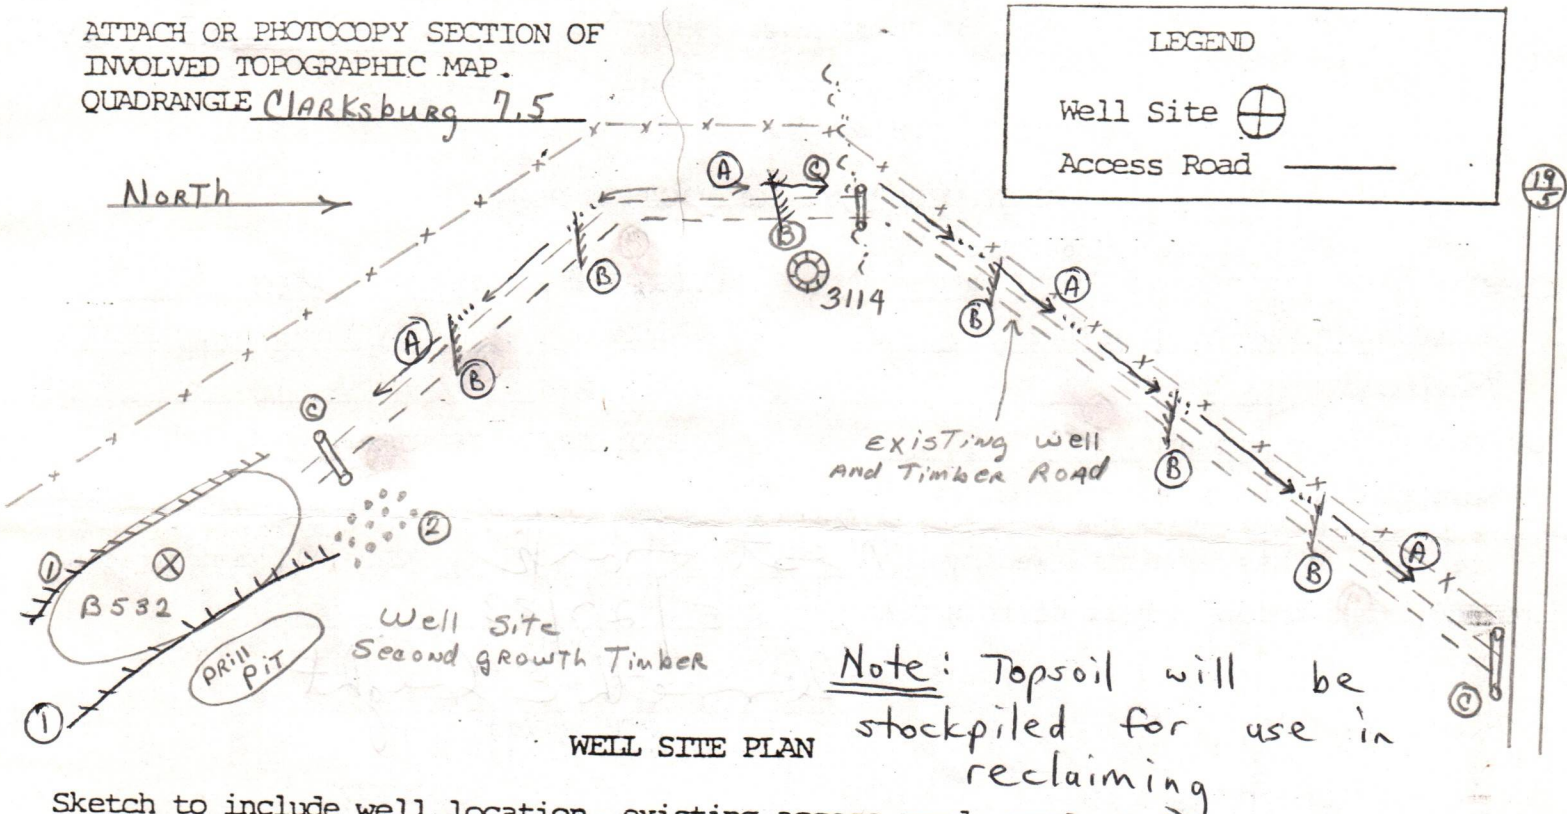 ATTACH OR PHOTOCOPY SECTION OF
INVOLVED TOPOGRAPHIC MAP.
QUADRANGLE Clarksburg 7.5
LEGEND
Well Site
Access Road
North
19
5
A
C
B
B
3114
A
B
A
B
C
B
existing well
and Timber Road
B
2
A
B
1
B532
Well site
Second growth Timber
Drill
Pit
Note: Topsoil will be
stockpiled for use in
reclaiming
C
1
WELL SITE PLAN
Sketch to include well location, existing access road